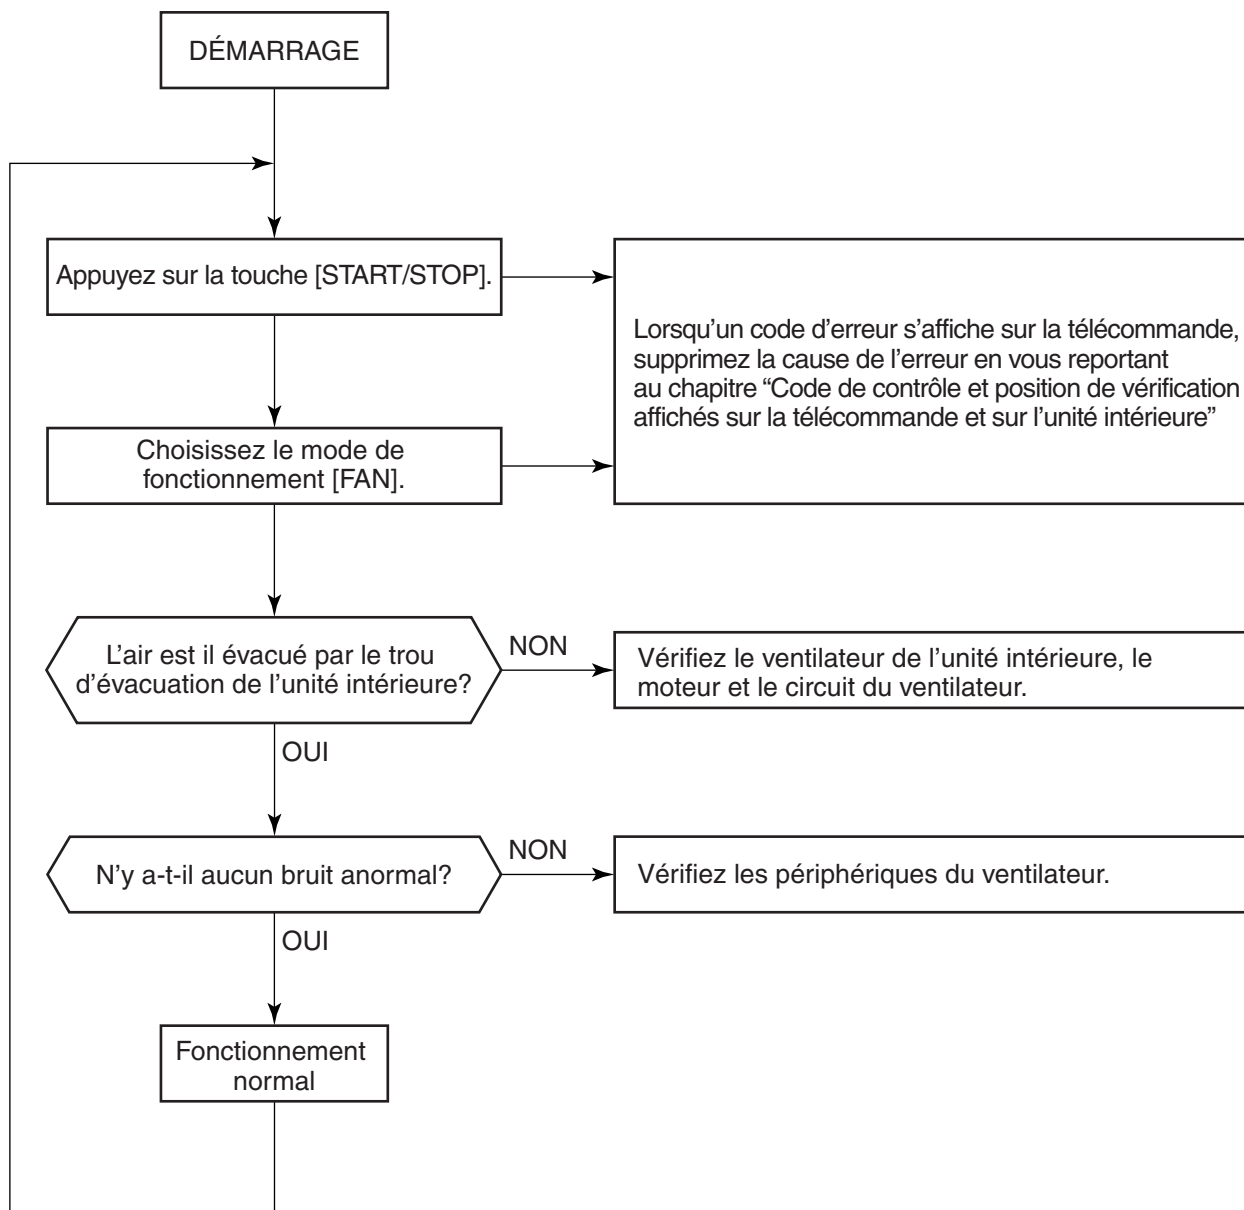 DÉMARRAGE
Appuyez sur la touche [START/STOP].
Lorsqu'un code d'erreur s'affiche sur la télécommande,
supprimez la cause de l'erreur en vous reportant
au chapitre “Code de contrôle et position de vérification
affichés sur la télécommande et sur l'unité intérieure”
Choisissez le mode de
fonctionnement [FAN].
L'air est il évacué par le trou
d'évacuation de l'unité intérieure?
NON
Vérifiez le ventilateur de l'unité intérieure, le
moteur et le circuit du ventilateur.
OUI
N'y a-t-il aucun bruit anormal?
NON
Vérifiez les périphériques du ventilateur.
OUI
Fonctionnement
normal